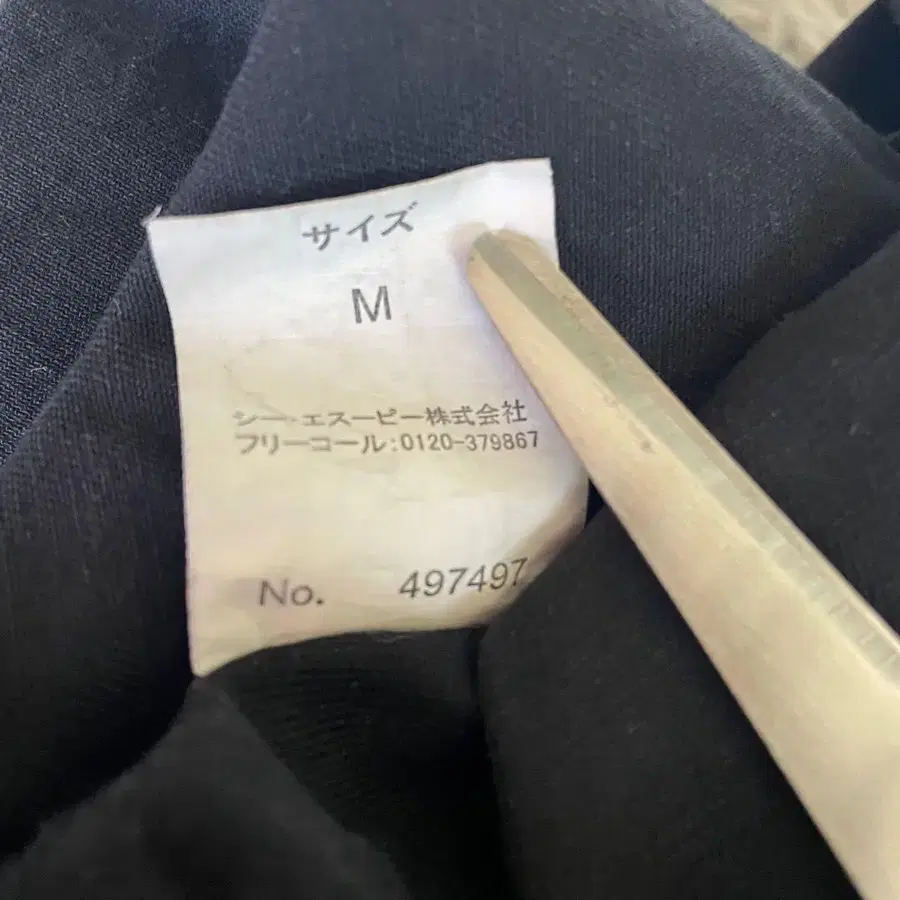 サイズ
M
シー・エスーピー株式会社
フリーコール:0120-379867
No. 497497